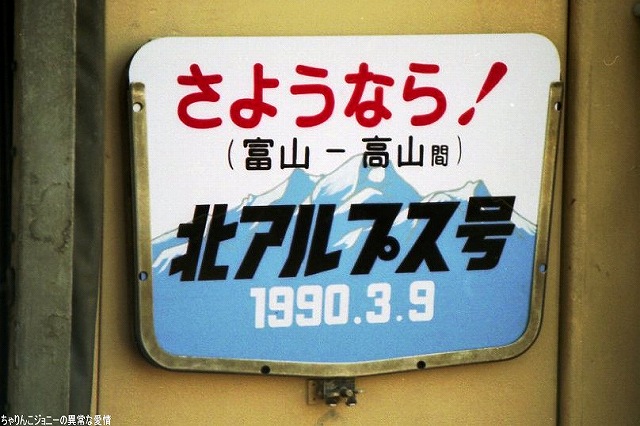 さようなら!
(富山-高山間)
北アルプス号
1990.3.9
ちゃりんこジョニーの異常な愛情